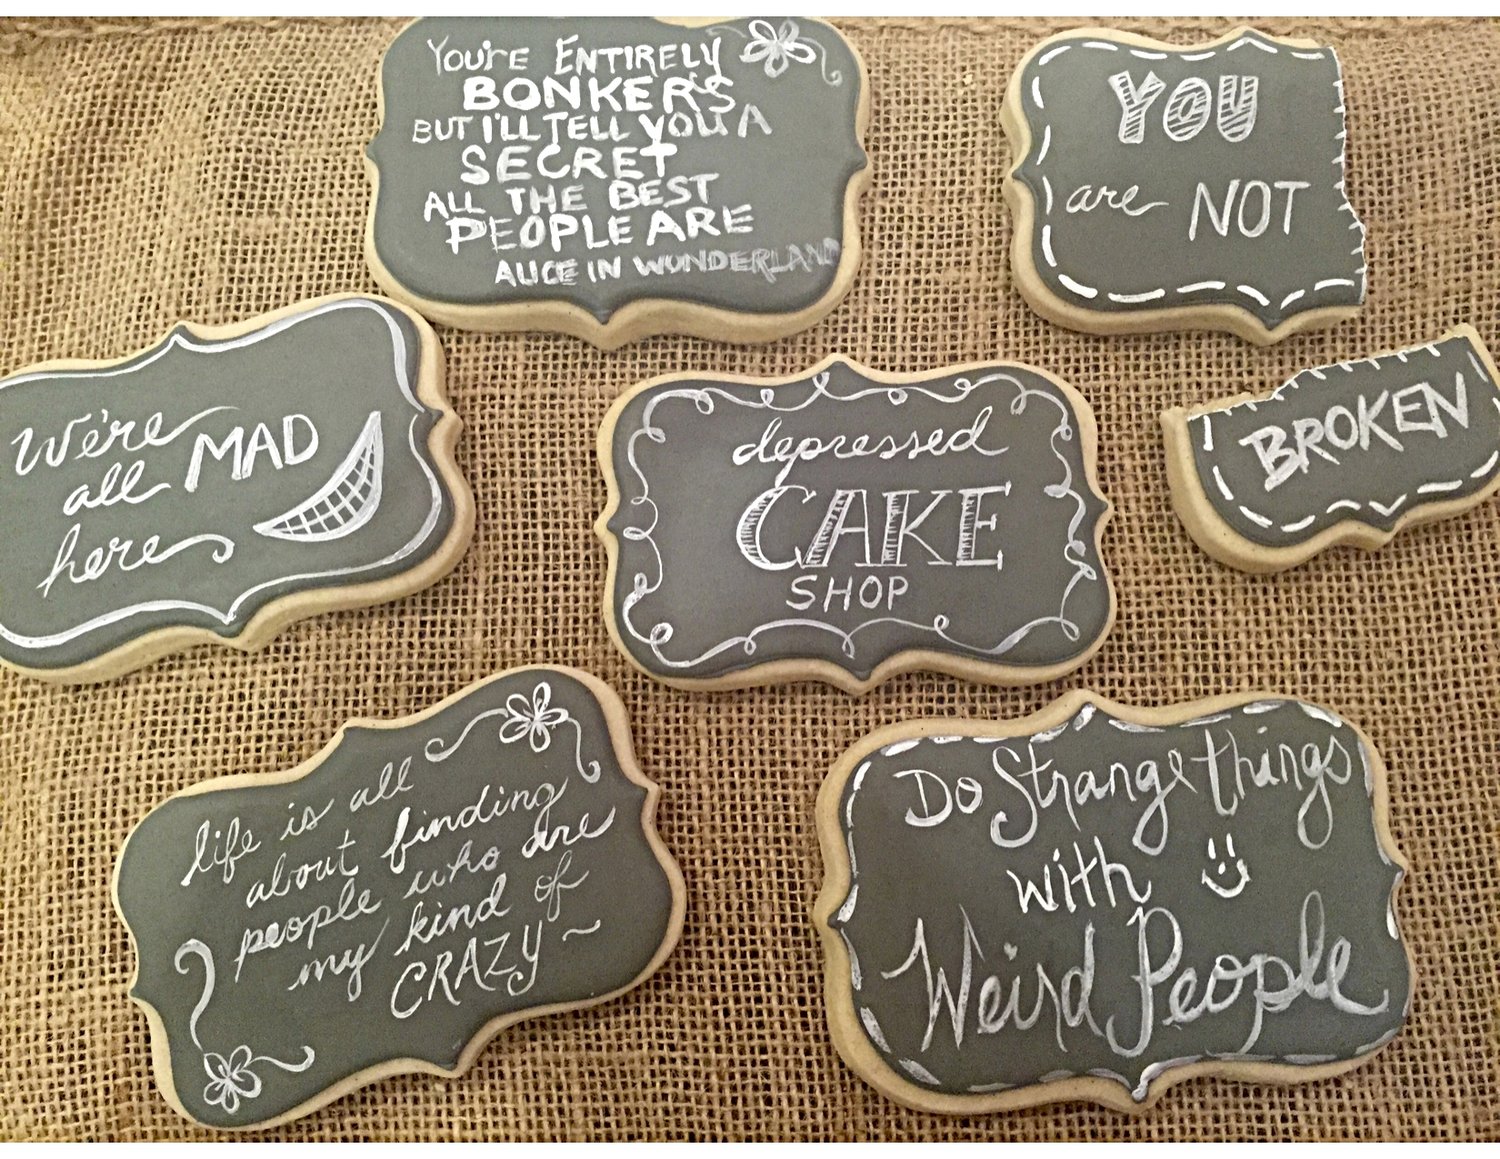 YOU'RE ENTIRELY
BONKERS
BUT I'LL TELL YOU A
SECRET
ALL THE BEST
PEOPLE ARE
ALICE IN WONDERLAND
YOU
are NOT
BROKEN
We're
all MAD
here
depressed
CAKE
SHOP
life is all
about finding
people who are
my kind of
CRAZY ~
Do Strange things
with
Weird People